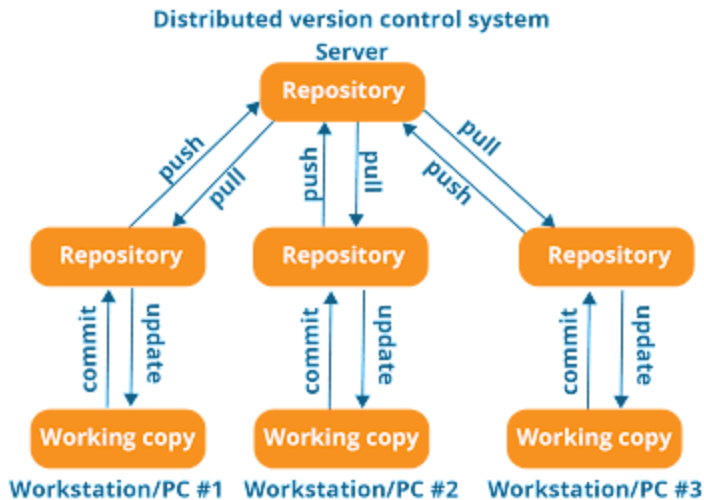 Distributed version control system
Server
Repository
push
pull
push
pull
pull
push
Repository
Repository
Repository
commit
update
commit
update
commit
update
Working copy
Working copy
Working copy
Workstation/PC #1
Workstation/PC #2
Workstation/PC #3